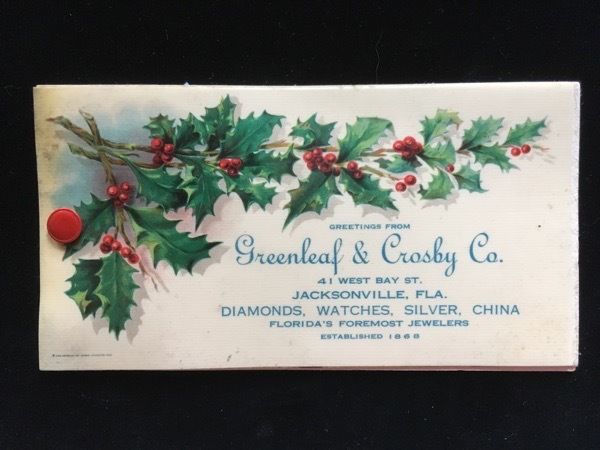 GREETINGS FROM
Greenleaf & Crosby Co.
41 WEST BAY ST.
JACKSONVILLE, FLA.
DIAMONDS, WATCHES, SILVER, CHINA
FLORIDA'S FOREMOST JEWELERS
ESTABLISHED 1868